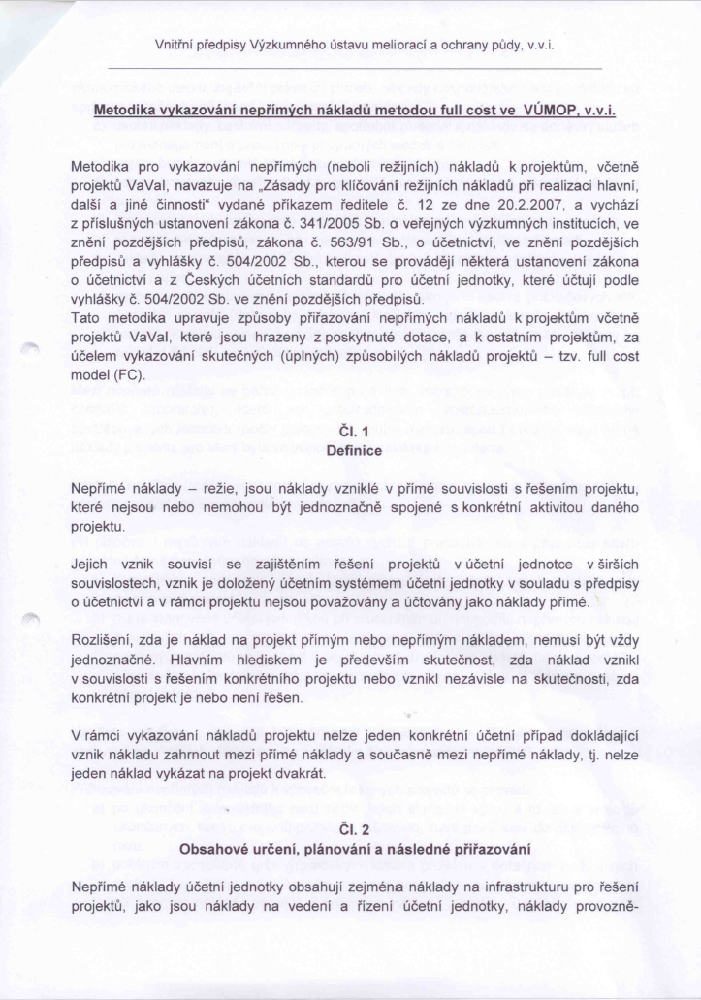 Vnitřní předpisy Výzkumného ústavu meliorací a ochrany půdy, v.v.i.
Metodika vykazování nepřímých nákladů metodou full cost ve VÚMOP, v.v.i.
Metodika pro vykazování nepřímých (neboli režijních) nákladů k projektům, včetně
projektů VaVaI, navazuje na „Zásady pro klíčování režijních nákladů při realizaci hlavní,
další a jiné činnosti“ vydané příkazem ředitele č. 12 ze dne 20.2.2007, a vychází
z příslušných ustanovení zákona č. 341/2005 Sb. o veřejných výzkumných institucích, ve
znění pozdějších předpisů, zákona č. 563/91 Sb., o účetnictví, ve znění pozdějších
předpisů a vyhlášky č. 504/2002 Sb., kterou se provádějí některá ustanovení zákona
o účetnictví a z Českých účetních standardů pro účetní jednotky, které účtují podle
vyhlášky č. 504/2002 Sb. ve znění pozdějších předpisů.
Tato metodika upravuje způsoby přiřazování nepřímých nákladů k projektům včetně
projektů VaVaI, které jsou hrazeny z poskytnuté dotace, a k ostatním projektům, za
účelem vykazování skutečných (úplných) způsobilých nákladů projektů – tzv. full cost
model (FC).
Čl. 1
Definice
Nepřímé náklady – režie, jsou náklady vzniklé v přímé souvislosti s řešením projektu,
které nejsou nebo nemohou být jednoznačně spojené s konkrétní aktivitou daného
projektu.
Jejich vznik souvisí se zajištěním řešení projektů v účetní jednotce v širších
souvislostech, vznik je doložený účetním systémem účetní jednotky v souladu s předpisy
o účetnictví a v rámci projektu nejsou považovány a účtovány jako náklady přímé.
Rozlišení, zda je náklad na projekt přímým nebo nepřímým nákladem, nemusí být vždy
jednoznačné. Hlavním hlediskem je především skutečnost, zda náklad vznikl
v souvislosti s řešením konkrétního projektu nebo vznikl nezávisle na skutečnosti, zda
konkrétní projekt je nebo není řešen.
V rámci vykazování nákladů projektu nelze jeden konkrétní účetní případ dokládající
vznik nákladu zahrnout mezi přímé náklady a současně mezi nepřímé náklady, tj. nelze
jeden náklad vykázat na projekt dvakrát.
Čl. 2
Obsahové určení, plánování a následné přiřazování
Nepřímé náklady účetní jednotky obsahují zejména náklady na infrastrukturu pro řešení
projektů, jako jsou náklady na vedení a řízení účetní jednotky, náklady provozně-